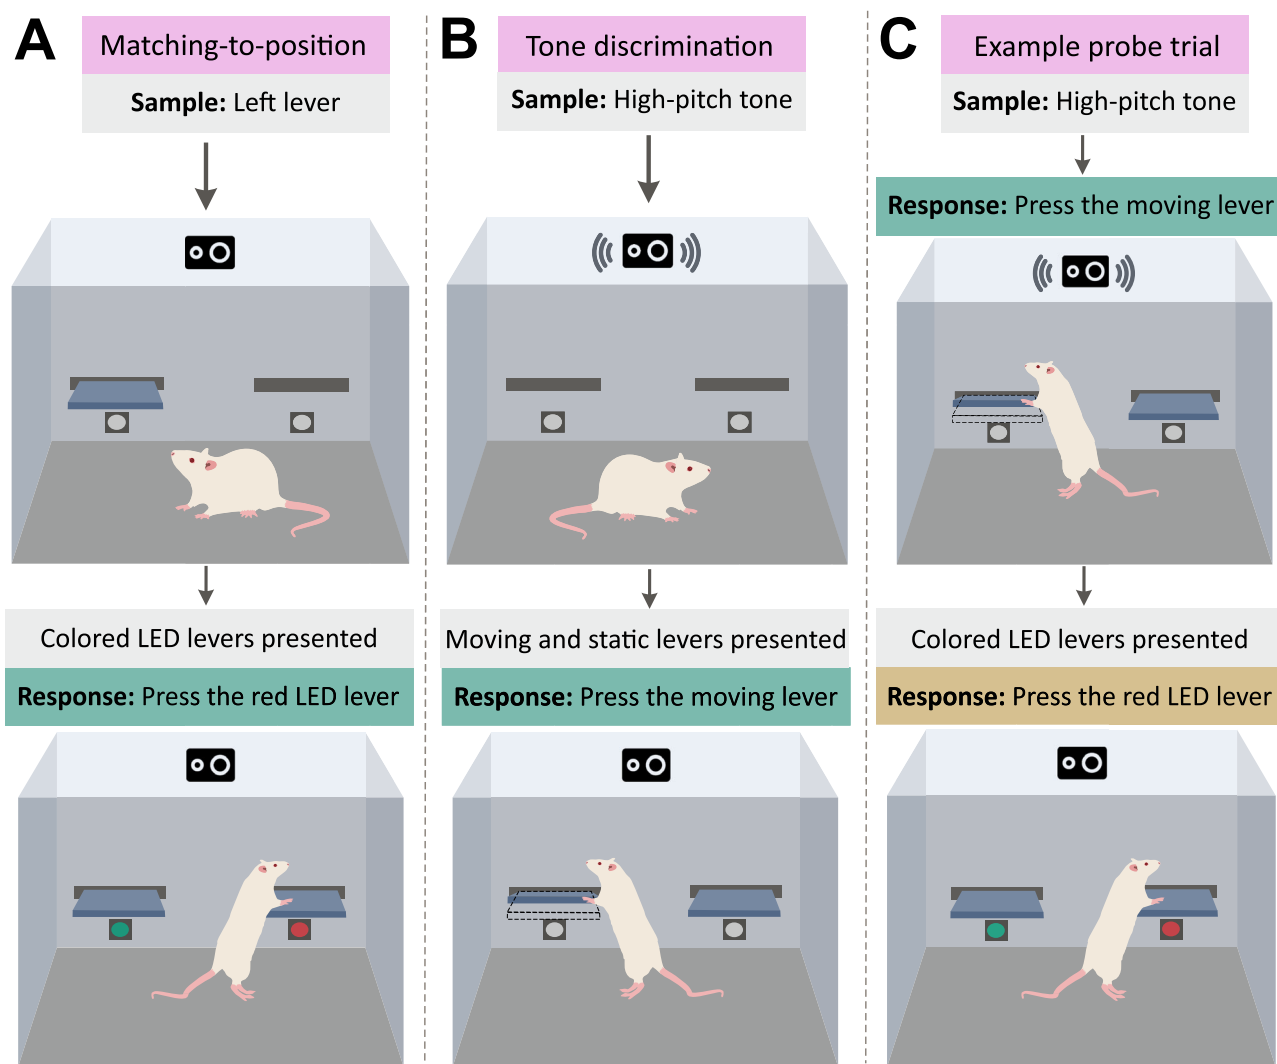 A
Matching-to-position
Sample: Left lever
Colored LED levers presented
Response: Press the red LED lever
B
Tone discrimination
Sample: High-pitch tone
Moving and static levers presented
Response: Press the moving lever
C
Example probe trial
Sample: High-pitch tone
Response: Press the moving lever
Colored LED levers presented
Response: Press the red LED lever